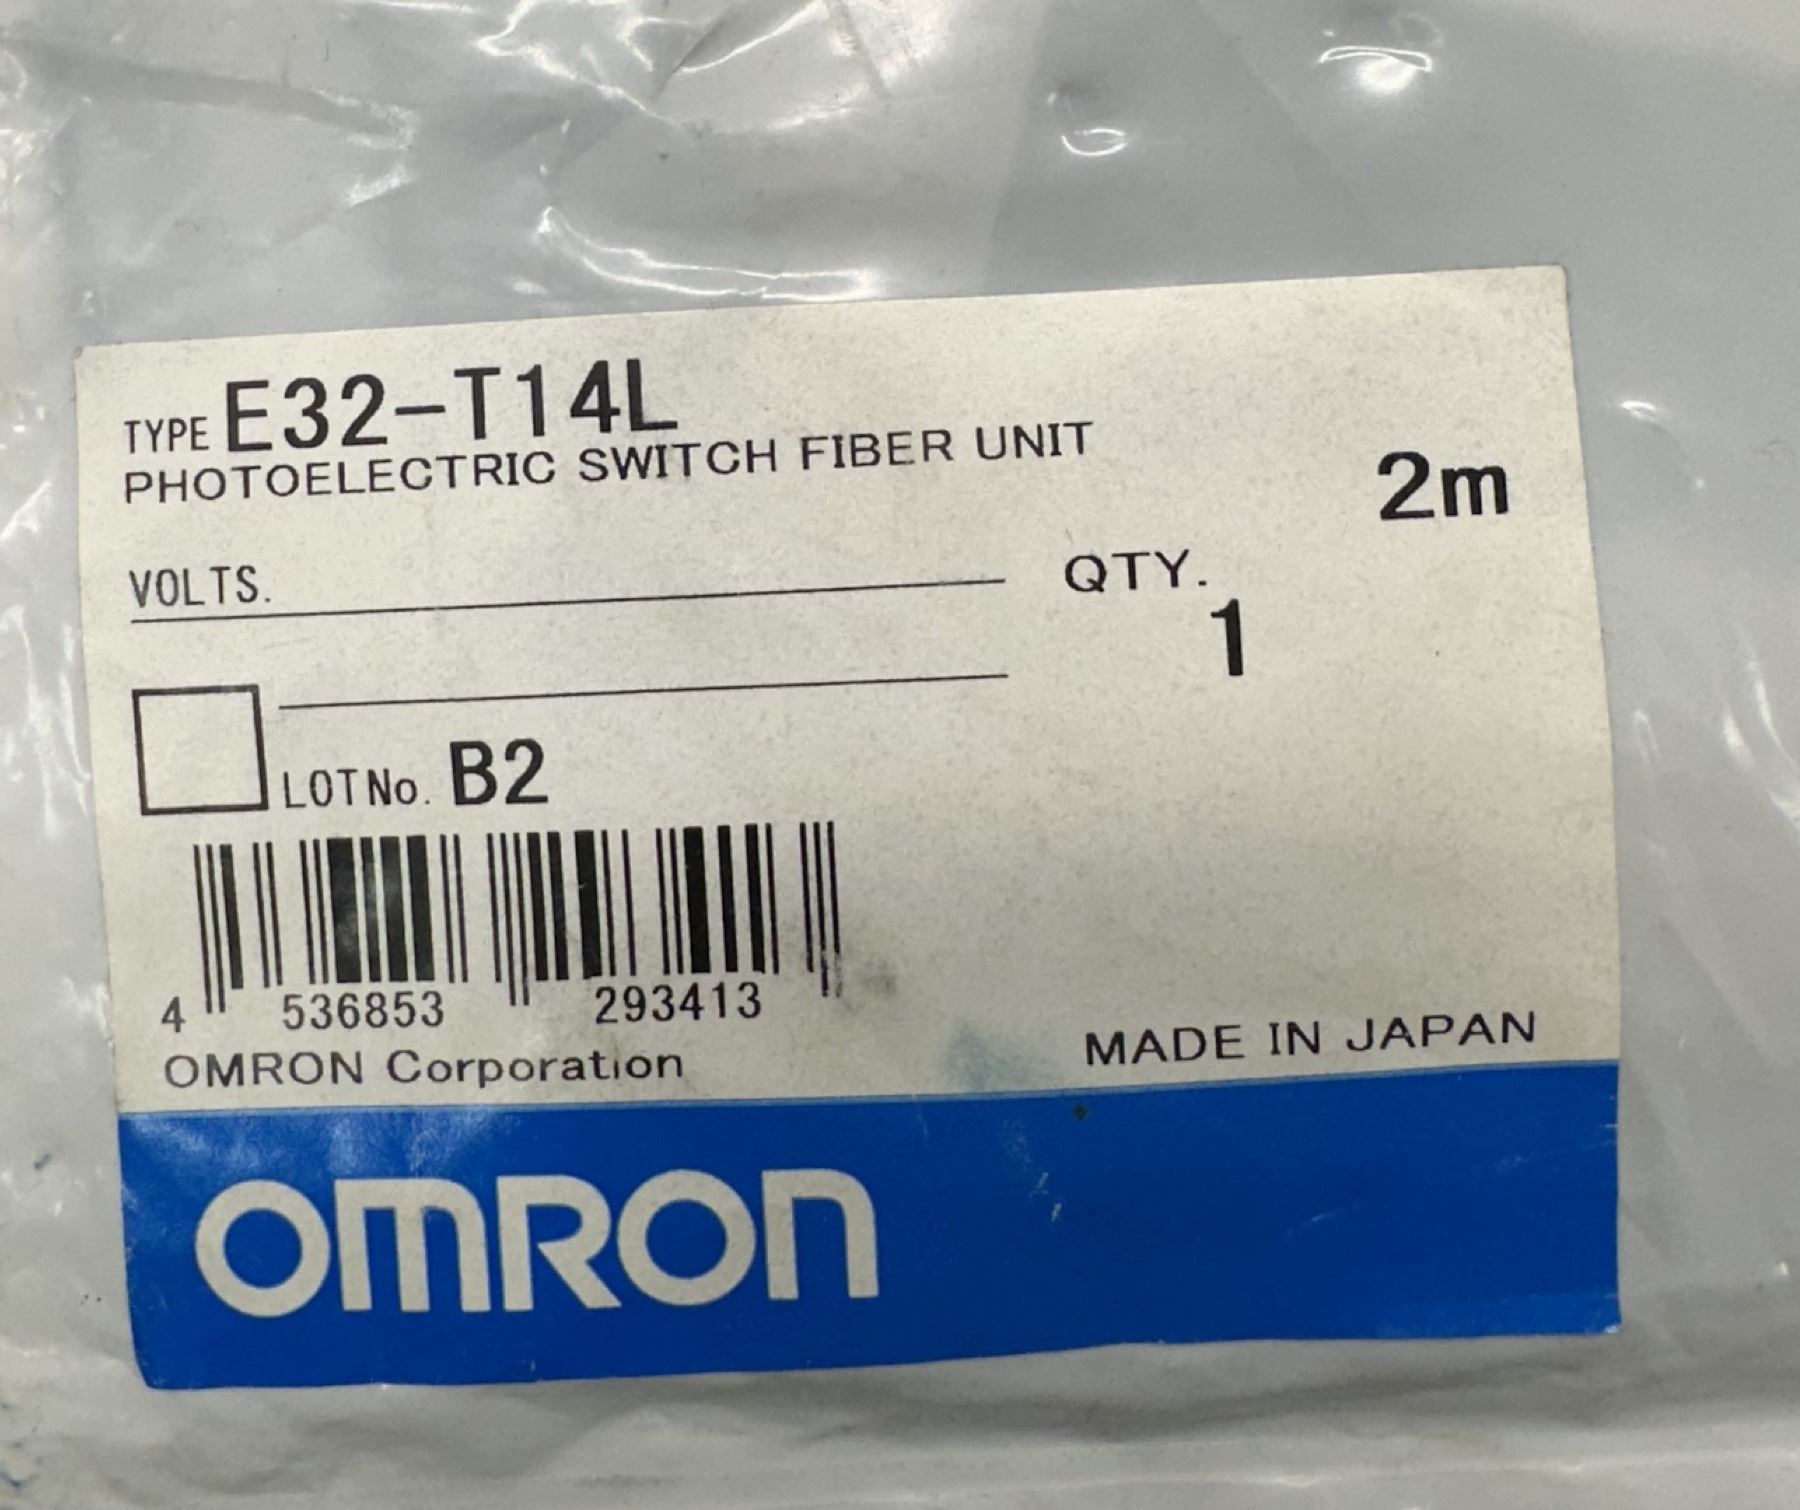 TYPE E32-T14L
PHOTOELECTRIC SWITCH FIBER UNIT
2m
VOLTS.
QTY.
1
LOT No. B2
4 536853 293413
OMRON Corporation
MADE IN JAPAN
OMRON